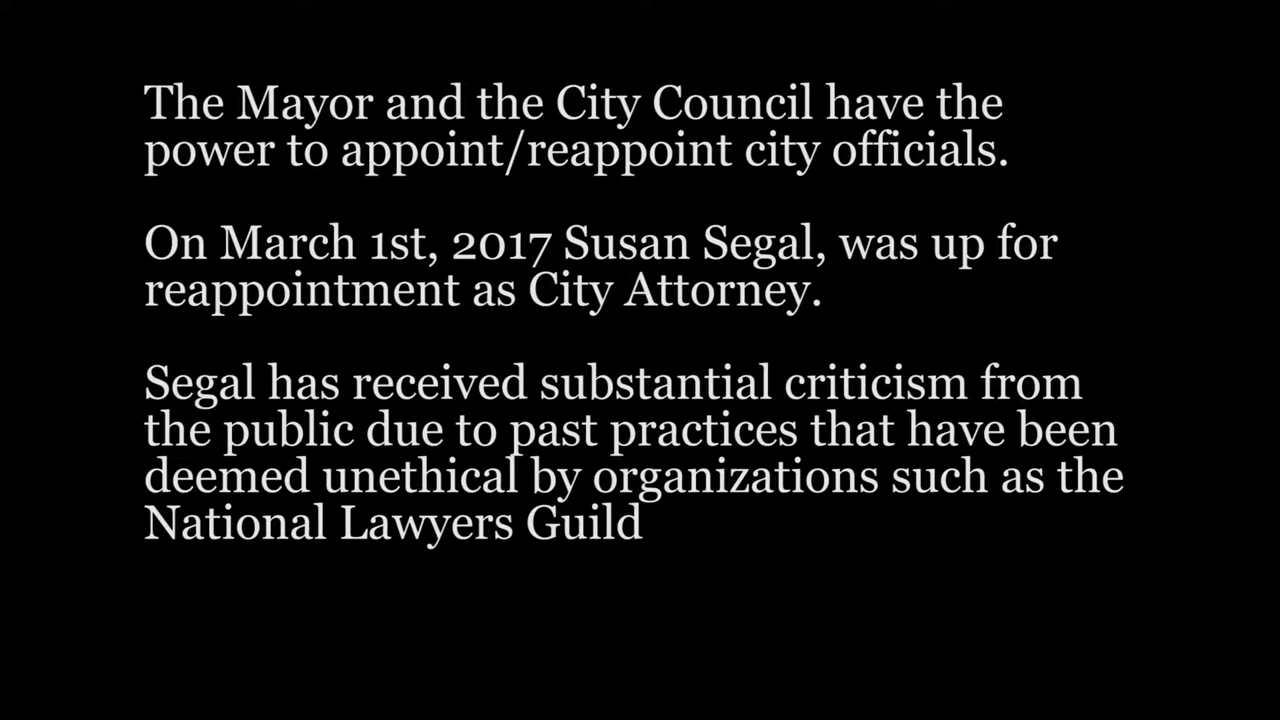 The Mayor and the City Council have the
power to appoint/reappoint city officials.
On March 1st, 2017 Susan Segal, was up for
reappointment as City Attorney.
Segal has received substantial criticism from
the public due to past practices that have been
deemed unethical by organizations such as the
National Lawyers Guild